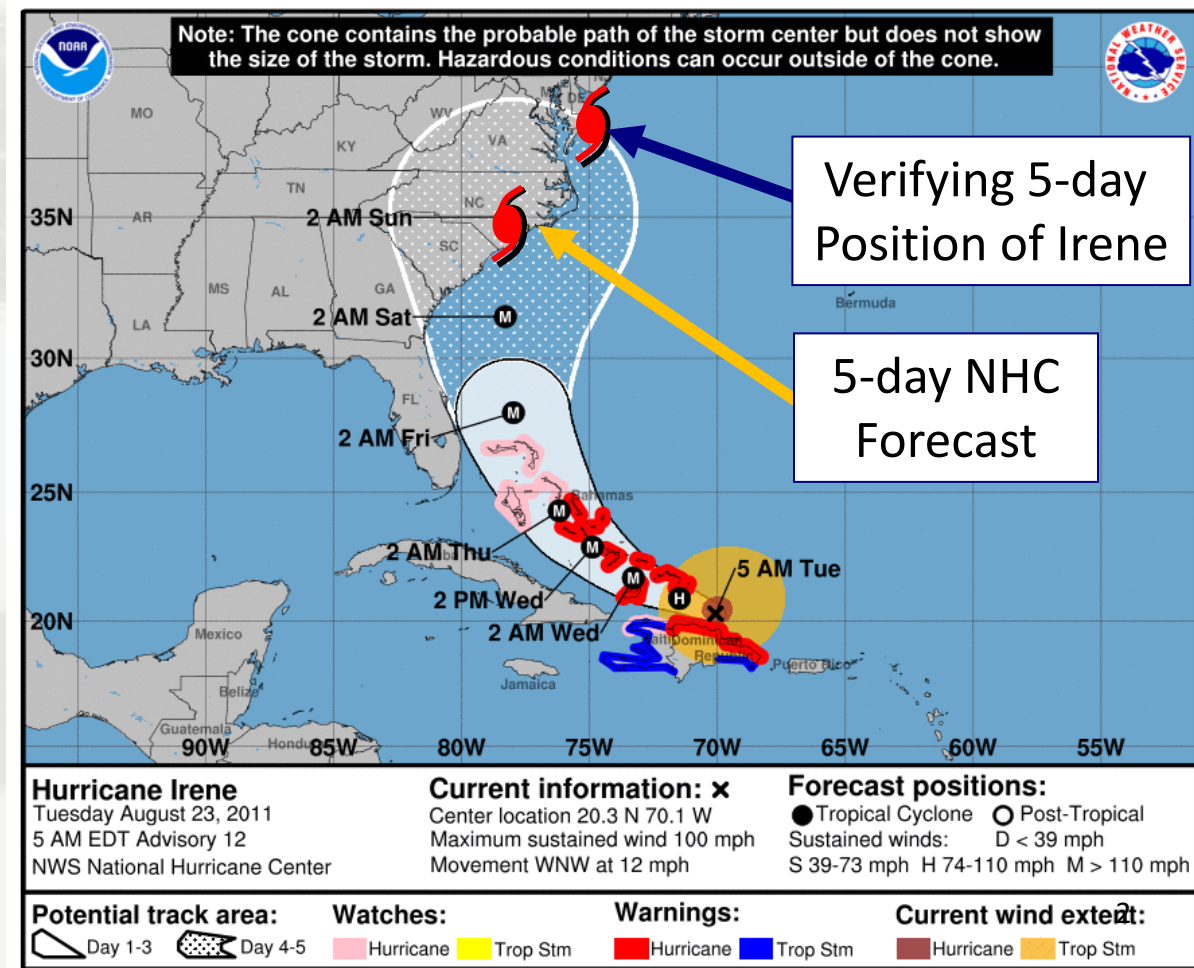 Note: The cone contains the probable path of the storm center but does not show
the size of the storm. Hazardous conditions can occur outside of the cone.
NOAA
NATIONAL WEATHER SERVICE
MO
KY
WV
VA
DE
TN
NC
AR
SC
MS
AL
GA
LA
FL
35N
30N
25N
20N
2 AM Sun
2 AM Sat
2 AM Fri
2 AM Thu
2 PM Wed
2 AM Wed
5 AM Tue
M
M
M
M
M
H
Verifying 5-day
Position of Irene
5-day NHC
Forecast
Bermuda
Bahamas
Mexico
Belize
Guatemala
Jamaica
Dominican
Republic
Puerto Rico
90W
85W
80W
75W
70W
65W
60W
55W
Hurricane Irene
Tuesday August 23, 2011
5 AM EDT Advisory 12
NWS National Hurricane Center
Current information: ×
Center location 20.3 N 70.1 W
Maximum sustained wind 100 mph
Movement WNW at 12 mph
Forecast positions:
Tropical Cyclone Post-Tropical
Sustained winds: D < 39 mph
S 39-73 mph H 74-110 mph M > 110 mph
Potential track area:
Day 1-3 Day 4-5
Watches:
Hurricane Trop Stm
Warnings:
Hurricane Trop Stm
Current wind extent:
2
Hurricane Trop Stm